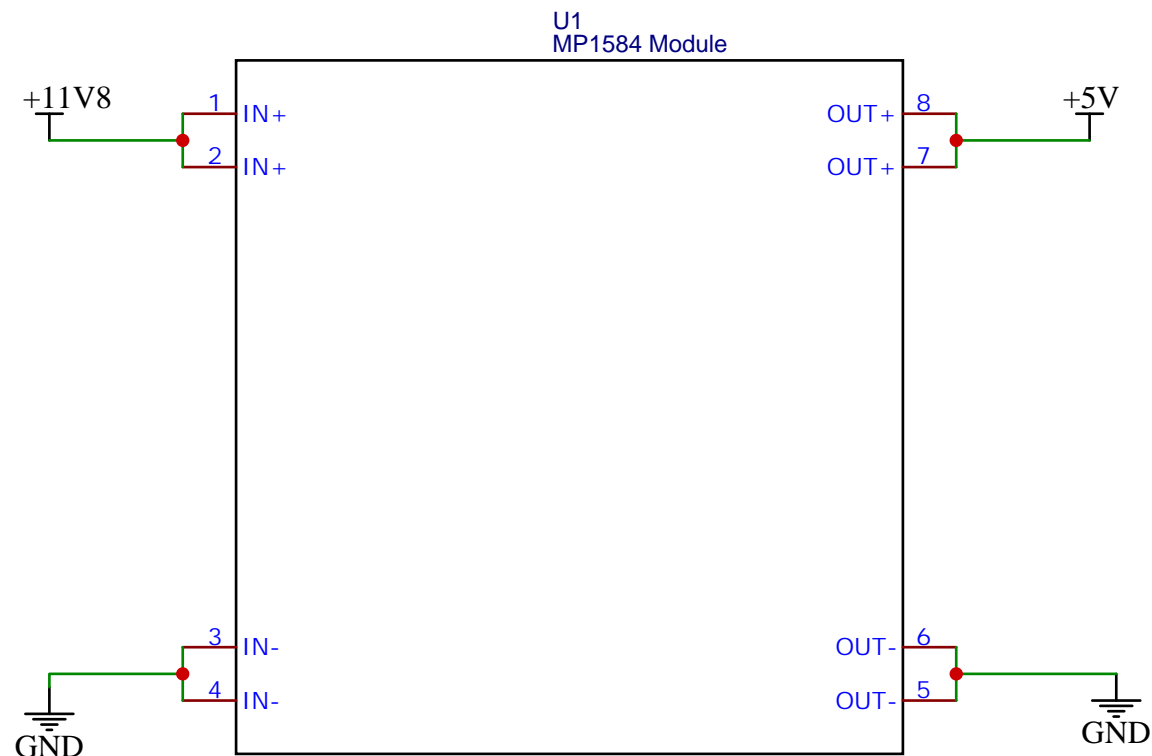 U1
MP1584 Module
+11V8
1 IN+
2 IN+
OUT+ 8
OUT+ 7
+5V
3 IN-
4 IN-
OUT- 6
OUT- 5
GND
GND